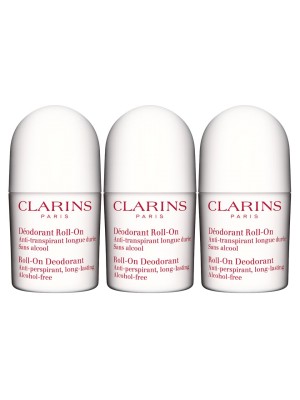 CLARINS
PARIS
Déodorant Roll-On
Anti-transpirant longue durée
Sans alcool
Roll-On Deodorant
Anti-perspirant, long-lasting
Alcohol-free
CLARINS
PARIS
Déodorant Roll-On
Anti-transpirant longue durée
Sans alcool
Roll-On Deodorant
Anti-perspirant, long-lasting
Alcohol-free
CLARINS
PARIS
Déodorant Roll-On
Anti-transpirant longue durée
Sans alcool
Roll-On Deodorant
Anti-perspirant, long-lasting
Alcohol-free